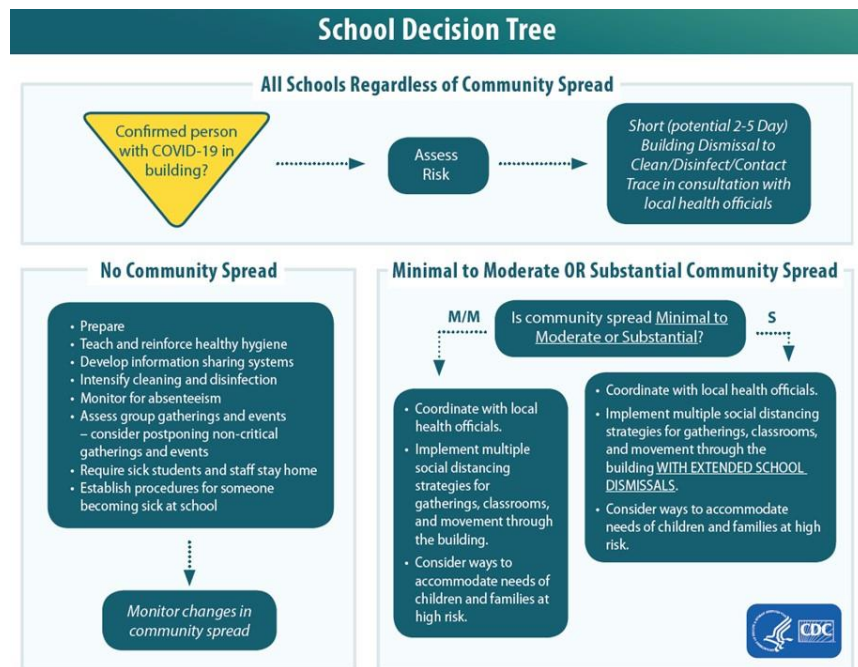 School Decision Tree
All Schools Regardless of Community Spread
Confirmed person
with COVID-19 in
building?
Assess
Risk
Short (potential 2-5 Day)
Building Dismissal to
Clean/Disinfect/Contact
Trace in consultation with
local health officials
No Community Spread
• Prepare
• Teach and reinforce healthy hygiene
• Develop information sharing systems
• Intensify cleaning and disinfection
• Monitor for absenteeism
• Assess group gatherings and events
– consider postponing non-critical
gatherings and events
• Require sick students and staff stay home
• Establish procedures for someone
becoming sick at school
Monitor changes in
community spread
Minimal to Moderate OR Substantial Community Spread
M/M
Is community spread Minimal to
Moderate or Substantial?
S
• Coordinate with local
health officials.
• Implement multiple
social distancing
strategies for
gatherings, classrooms,
and movement through
the building.
• Consider ways to
accommodate needs of
children and families at
high risk.
• Coordinate with local health officials.
• Implement multiple social distancing
strategies for gatherings, classrooms,
and movement through the
building WITH EXTENDED SCHOOL
DISMISSALS.
• Consider ways to accommodate
needs of children and families at high
risk.
CDC